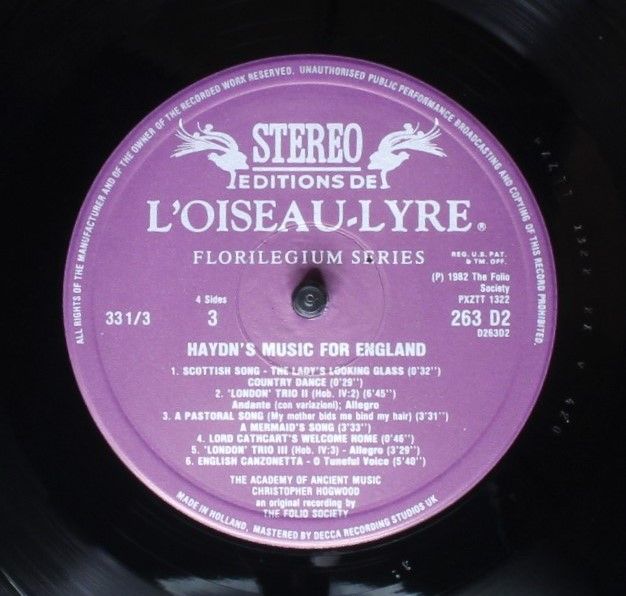 ALL RIGHTS OF THE MANUFACTURER AND OF THE OWNER OF THE RECORDED WORK RESERVED. UNAUTHORISED PUBLIC PERFORMANCE BROADCASTING AND COPYING OF THIS RECORD PROHIBITED.
STEREO
EDITIONS DE
L'OISEAU-LYRE®
FLORILEGIUM SERIES
REG. U.S. PAT.
& TM. OFF.
(P) 1982 The Folio
Society
PXZTT 1322
33 1/3
4 Sides
3
263 D2
D263D2
HAYDN'S MUSIC FOR ENGLAND
1. SCOTTISH SONG - THE LADY'S LOOKING GLASS (0'32'')
COUNTRY DANCE (0'29'')
2. 'LONDON' TRIO II (Hob. IV:2) (6'45'')
Andante (con variazioni); Allegro
3. A PASTORAL SONG (My mother bids me bind my hair) (3'31'')
A MERMAID'S SONG (3'33'')
4. LORD CATHCART'S WELCOME HOME (0'46'')
5. 'LONDON' TRIO III (Hob. IV:3) - Allegro (3'29'')
6. ENGLISH CANZONETTA - O Tuneful Voice (5'40'')
THE ACADEMY OF ANCIENT MUSIC
CHRISTOPHER HOGWOOD
an original recording by
THE FOLIO SOCIETY
MADE IN HOLLAND, MASTERED BY DECCA RECORDING STUDIOS UK